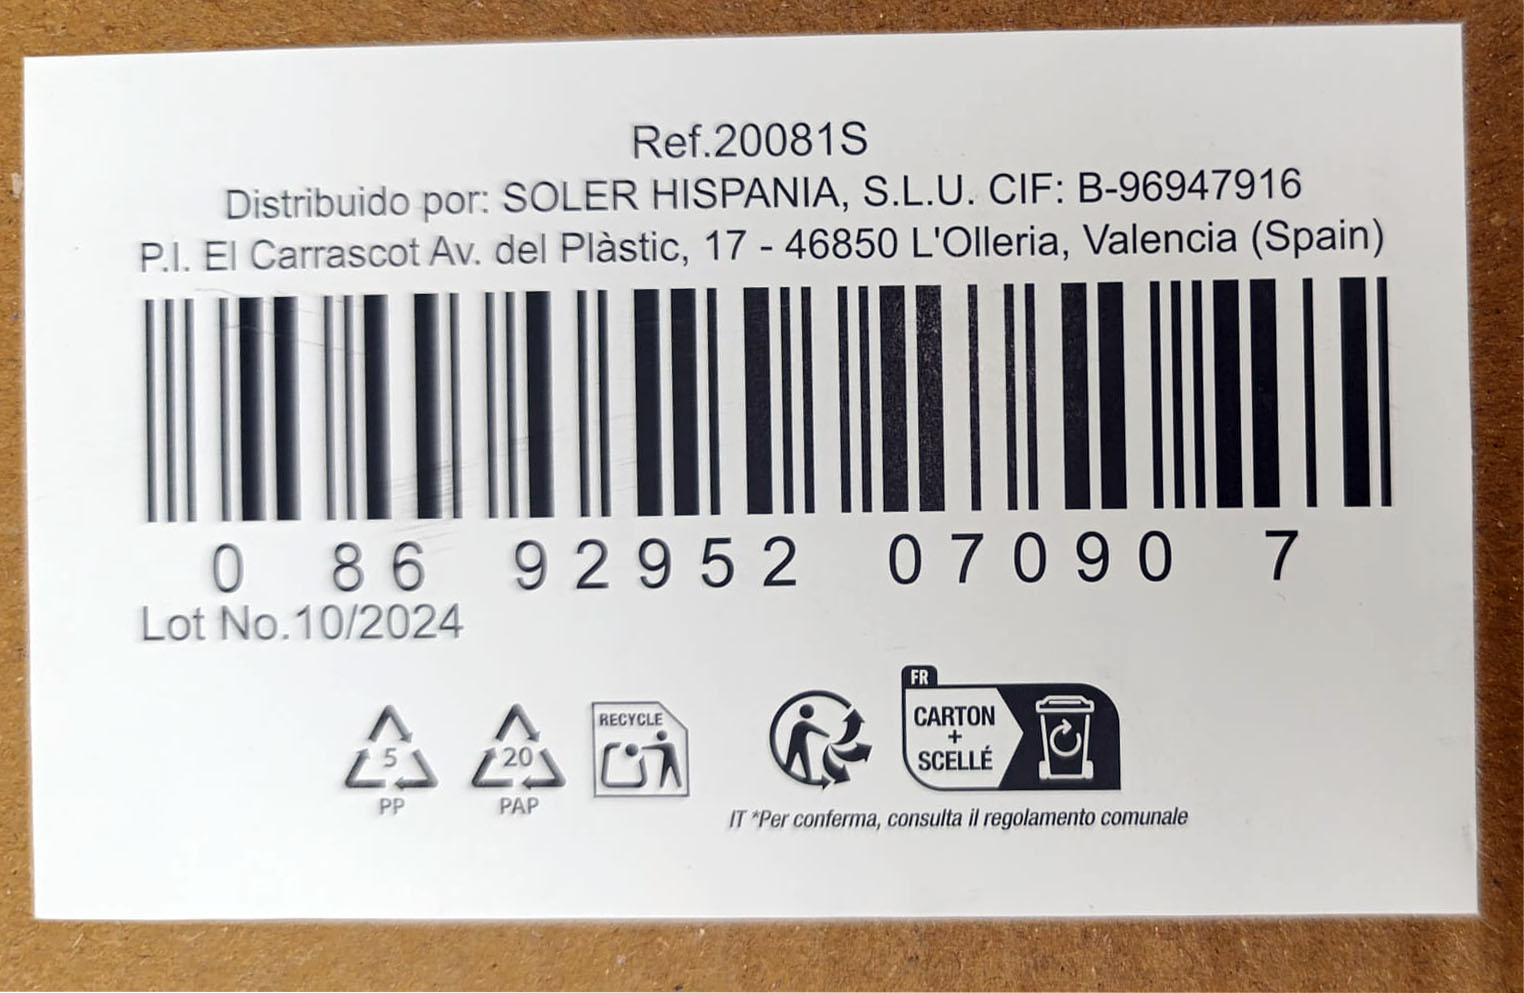 Ref.20081S
Distribuido por: SOLER HISPANIA, S.L.U. CIF: B-96947916
P.I. El Carrascot Av. del Plàstic, 17 - 46850 L'Olleria, Valencia (Spain)
0 86 92952 07090 7
Lot No.10/2024
5
PP
20
PAP
RECYCLE
FR
CARTON
+
SCELLÉ
IT *Per conferma, consulta il regolamento comunale